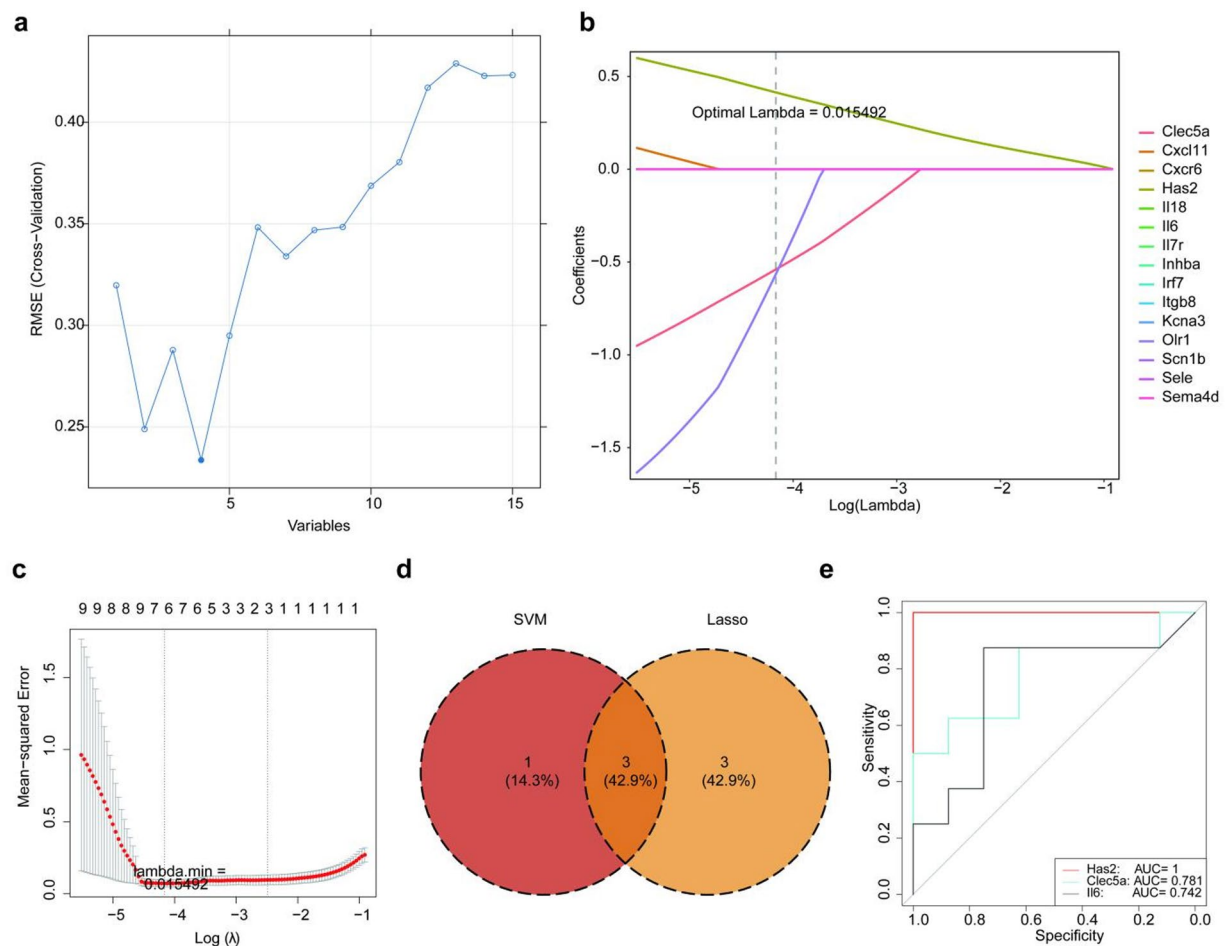 a
0.40
0.35
0.30
0.25
RMSE (Cross−Validation)
5
10
15
Variables
b
0.5
0.0
−0.5
−1.0
−1.5
Coefficients
Optimal Lambda = 0.015492
−5
−4
−3
−2
−1
Log(Lambda)
Clec5a
Cxcl11
Cxcr6
Has2
Il18
Il6
Il7r
Inhba
Irf7
Itgb8
Kcna3
Olr1
Scn1b
Sele
Sema4d
c
9 9 8 8 9 7 6 7 6 5 3 3 2 3 1 1 1 1 1 1
1.5
1.0
0.5
0.0
Mean−squared Error
lambda.min =
0.015492
−5
−4
−3
−2
−1
Log (λ)
d
SVM
Lasso
1
(14.3%)
3
(42.9%)
3
(42.9%)
e
1.0
0.8
0.6
0.4
0.2
0.0
Sensitivity
Has2: AUC= 1
Clec5a: AUC= 0.781
Il6: AUC= 0.742
1.0
0.8
0.6
0.4
0.2
0.0
Specificity